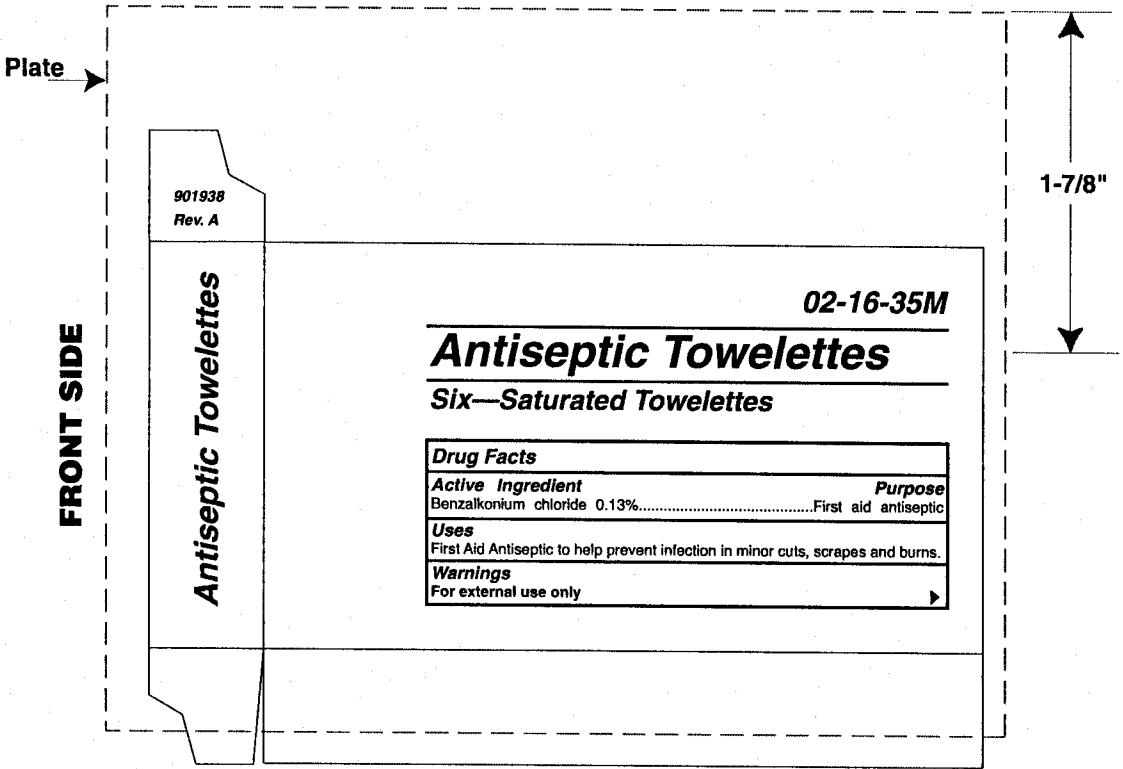 Plate
1-7/8"
901938
Rev. A
FRONT SIDE
Antiseptic Towelettes
02-16-35M
Antiseptic Towelettes
Six—Saturated Towelettes
Drug Facts
Active Ingredient Purpose
Benzalkonium chloride 0.13%..........................................First aid antiseptic
Uses
First Aid Antiseptic to help prevent infection in minor cuts, scrapes and burns.
Warnings
For external use only